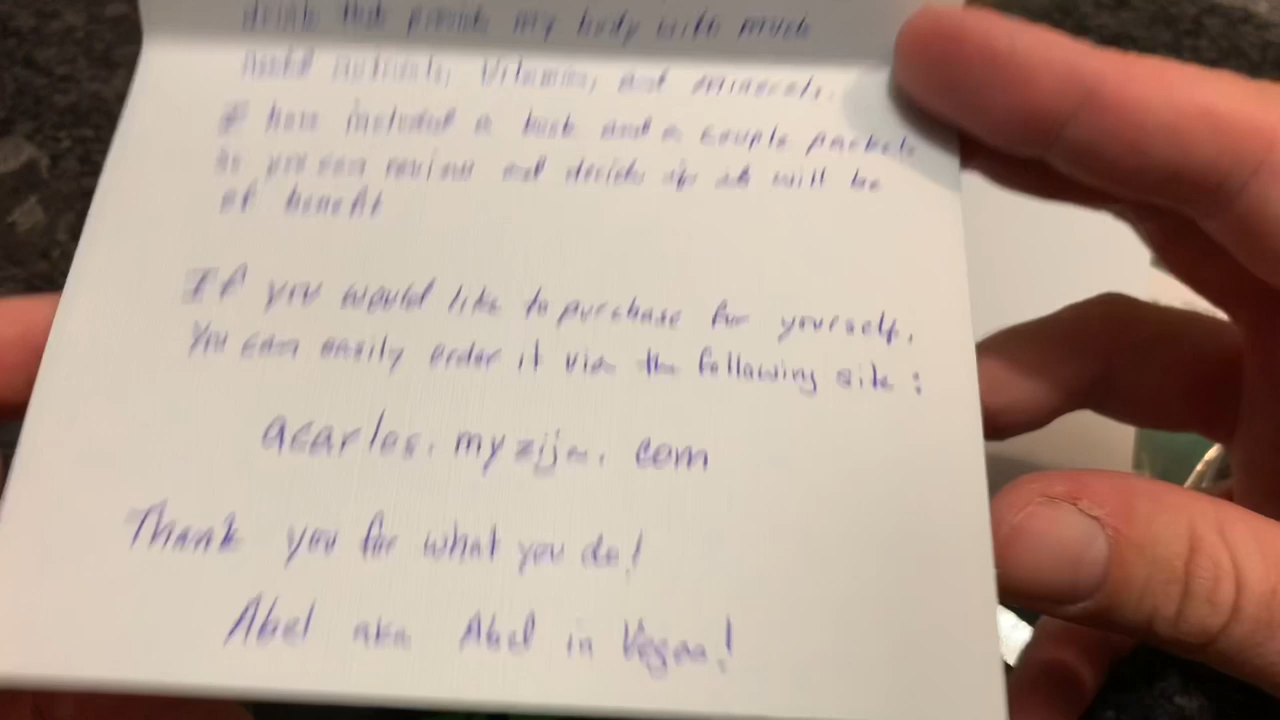 drink that provide my body with much
need nutrients, Vitamins, and minerals.
I have included a book and a couple packets
so you can review and decide if it will be
of benefit
If you would like to purchase for yourself,
You can easily order it via the following site:
acarlos.myzija.com
Thank you for what you do!
Abel aka Abel in Vegas!